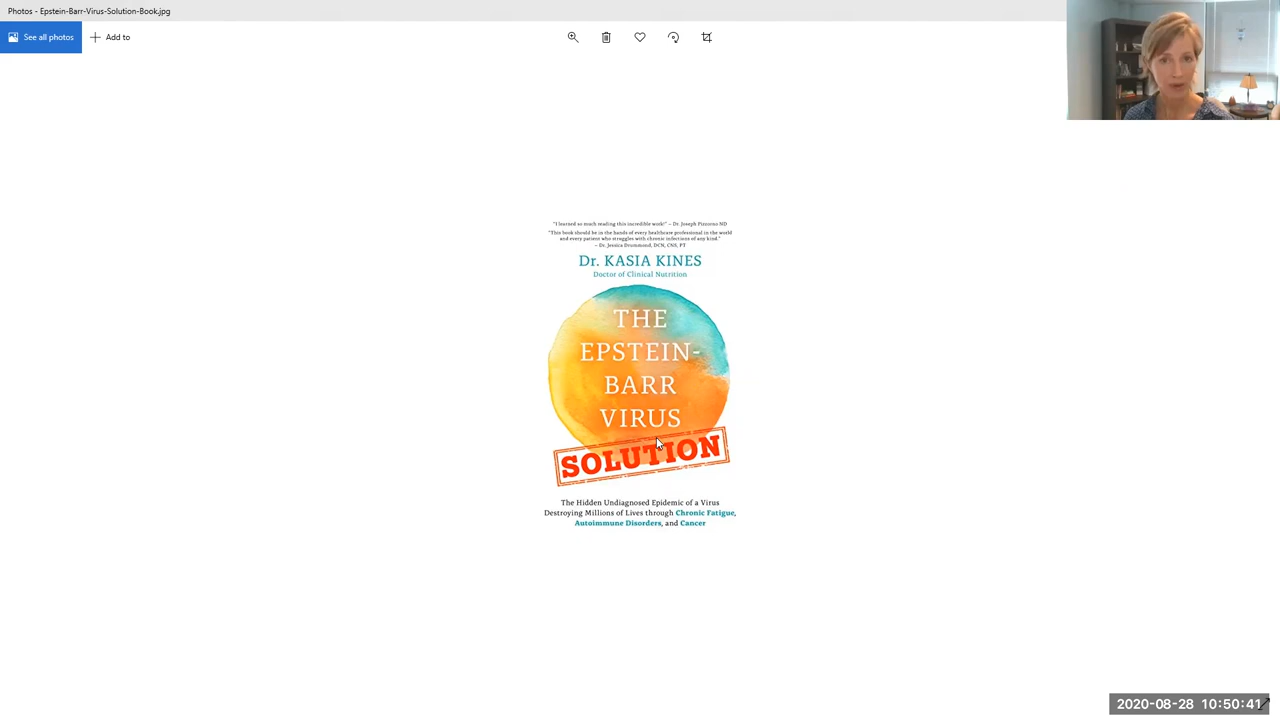 Photos - Epstein-Barr-Virus-Solution-Book.jpg
See all photos
Add to
"I learned so much reading this incredible work!" – Dr. Joseph Pizzorno ND
"This book should be in the hands of every healthcare professional in the world
and every patient who struggles with chronic infections of any kind."
– Dr. Jessica Drummond, DCN, CNS, PT
Dr. KASIA KINES
Doctor of Clinical Nutrition
THE
EPSTEIN-
BARR
VIRUS
SOLUTION
The Hidden Undiagnosed Epidemic of a Virus
Destroying Millions of Lives through Chronic Fatigue,
Autoimmune Disorders, and Cancer
2020-08-28 10:50:41